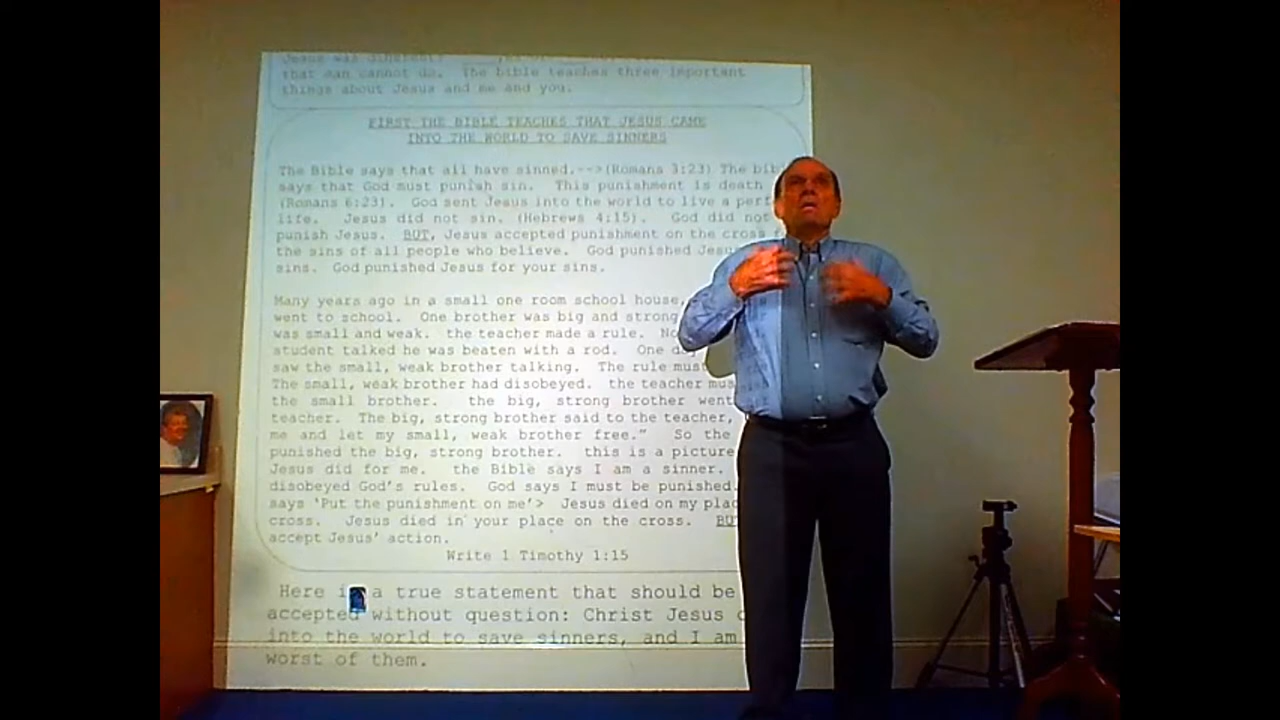 that man cannot do. The bible teaches three important
things about Jesus and me and you.
FIRST THE BIBLE TEACHES THAT JESUS CAME
INTO THE WORLD TO SAVE SINNERS
The Bible says that all have sinned.-->(Romans 3:23) The
says that God must punish sin. This punishment is death
(Romans 6:23). God sent Jesus into the world to live a
life. Jesus did not sin. (Hebrews 4:15). God did not
punish Jesus. BUT, Jesus accepted punishment on the cross
the sins of all people who believe. God punished
sins. God punished Jesus for your sins.
Many years ago in a small one room school house,
went to school. One brother was big and strong
was small and weak. the teacher made a rule.
student talked he was beaten with a rod. One
saw the small, weak brother talking. The rule must
The small, weak brother had disobeyed. the teacher
the small brother. the big, strong brother went
teacher. The big, strong brother said to the teacher,
me and let my small, weak brother free." So the
punished the big, strong brother. this is a picture
Jesus did for me. the Bible says I am a sinner.
disobeyed God's rules. God says I must be punished.
says 'Put the punishment on me'> Jesus died on my
cross. Jesus died in your place on the cross.
accept Jesus' action.
Write 1 Timothy 1:15
Here a true statement that should be
accepted without question: Christ Jesus
into the world to save sinners, and I am
worst of them.